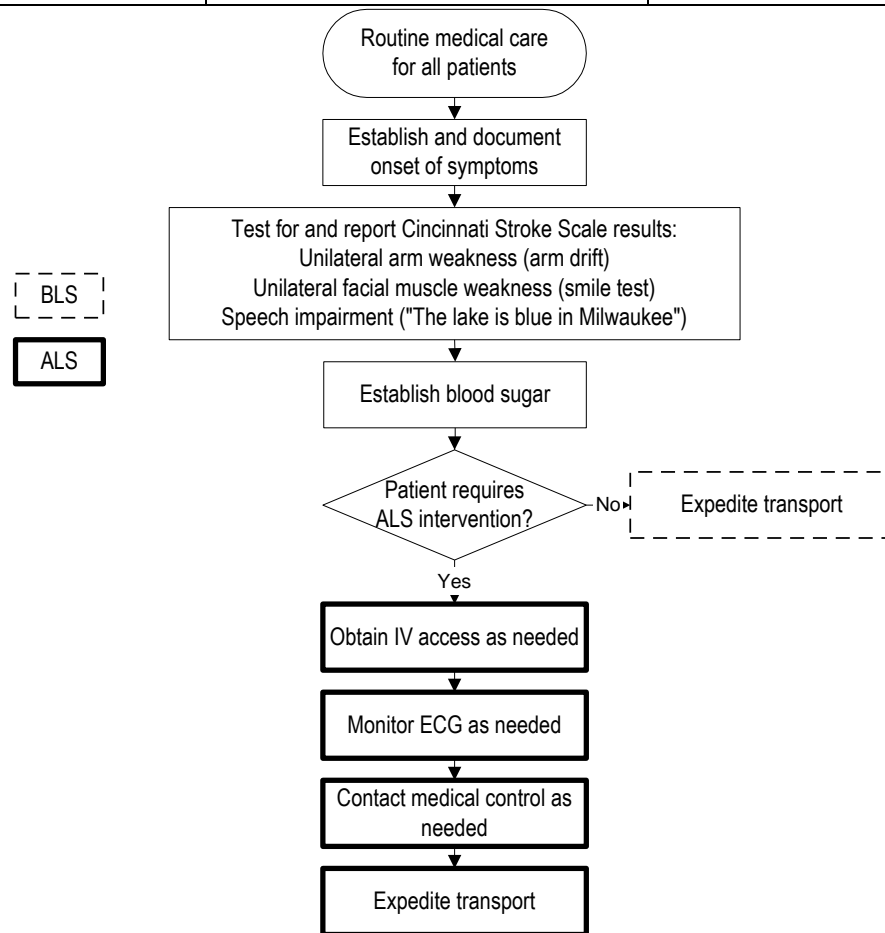 Routine medical care
for all patients
Establish and document
onset of symptoms
Test for and report Cincinnati Stroke Scale results:
Unilateral arm weakness (arm drift)
Unilateral facial muscle weakness (smile test)
Speech impairment ("The lake is blue in Milwaukee")
BLS
ALS
Establish blood sugar
Patient requires
ALS intervention?
No
Expedite transport
Yes
Obtain IV access as needed
Monitor ECG as needed
Contact medical control as
needed
Expedite transport